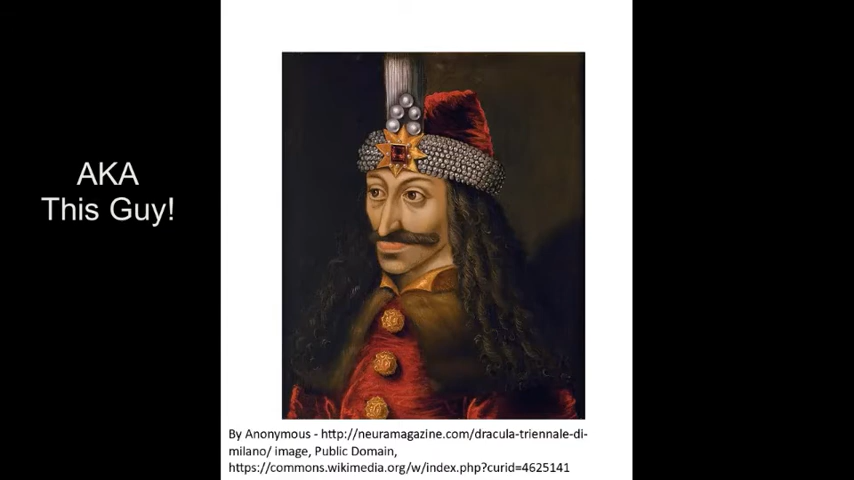 AKA
This Guy!
By Anonymous - http://neuramagazine.com/dracula-triennale-di-
milano/ image, Public Domain,
https://commons.wikimedia.org/w/index.php?curid=4625141